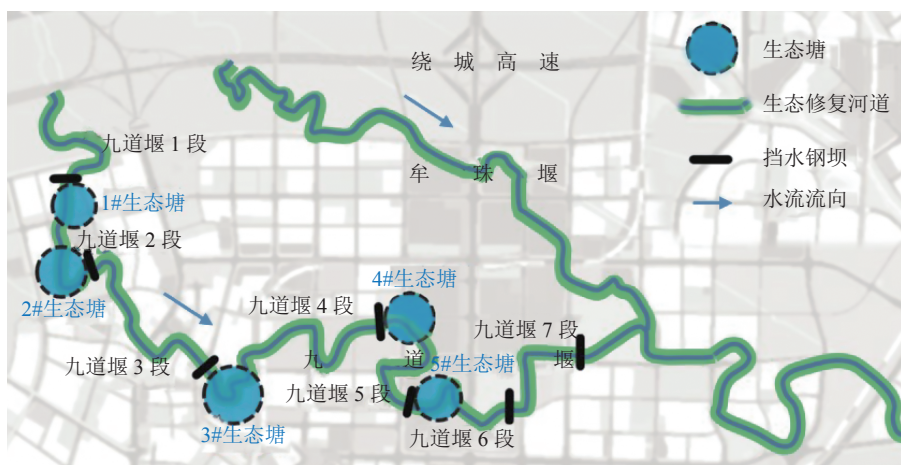 绕城高速
生态塘
生态修复河道
九道堰 1 段
挡水钢坝
牟珠堰
1#生态塘
水流流向
九道堰 2 段
4#生态塘
2#生态塘
九道堰 4 段
九道堰 7 段
九道堰
九道堰 3 段
5#生态塘
九道堰 5 段
3#生态塘
九道堰 6 段